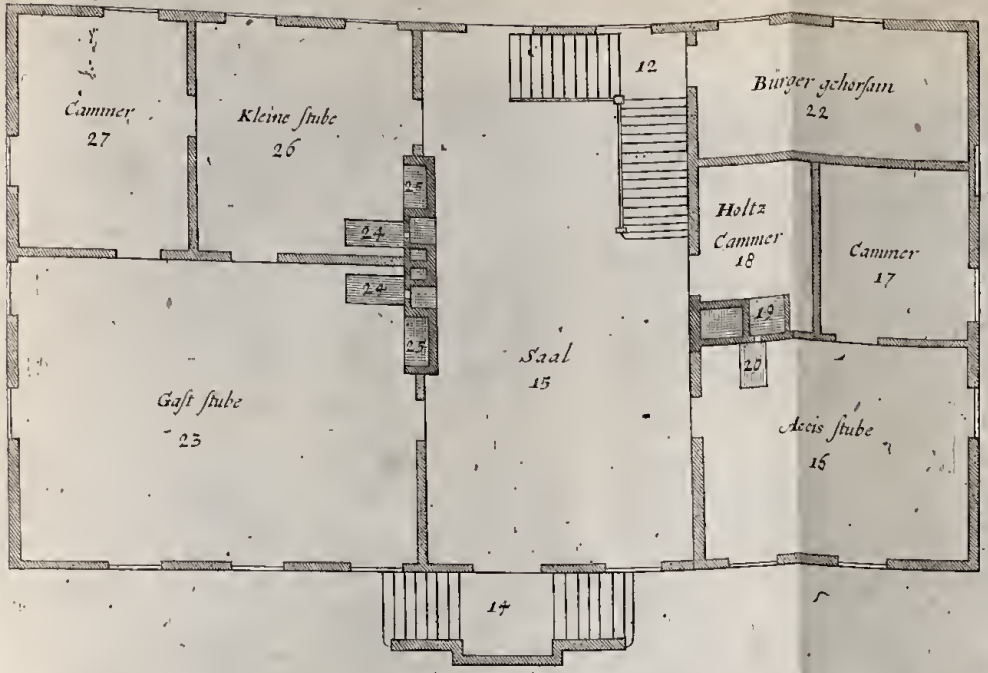 Cammer
27
Kleine ſtube
26
12
Bürger gehorſam
22
25
24
24
25
Holtz
Cammer
18
Cammer
17
19
20
Saal
15
Gaſt ſtube
23
Accis ſtube
16
14